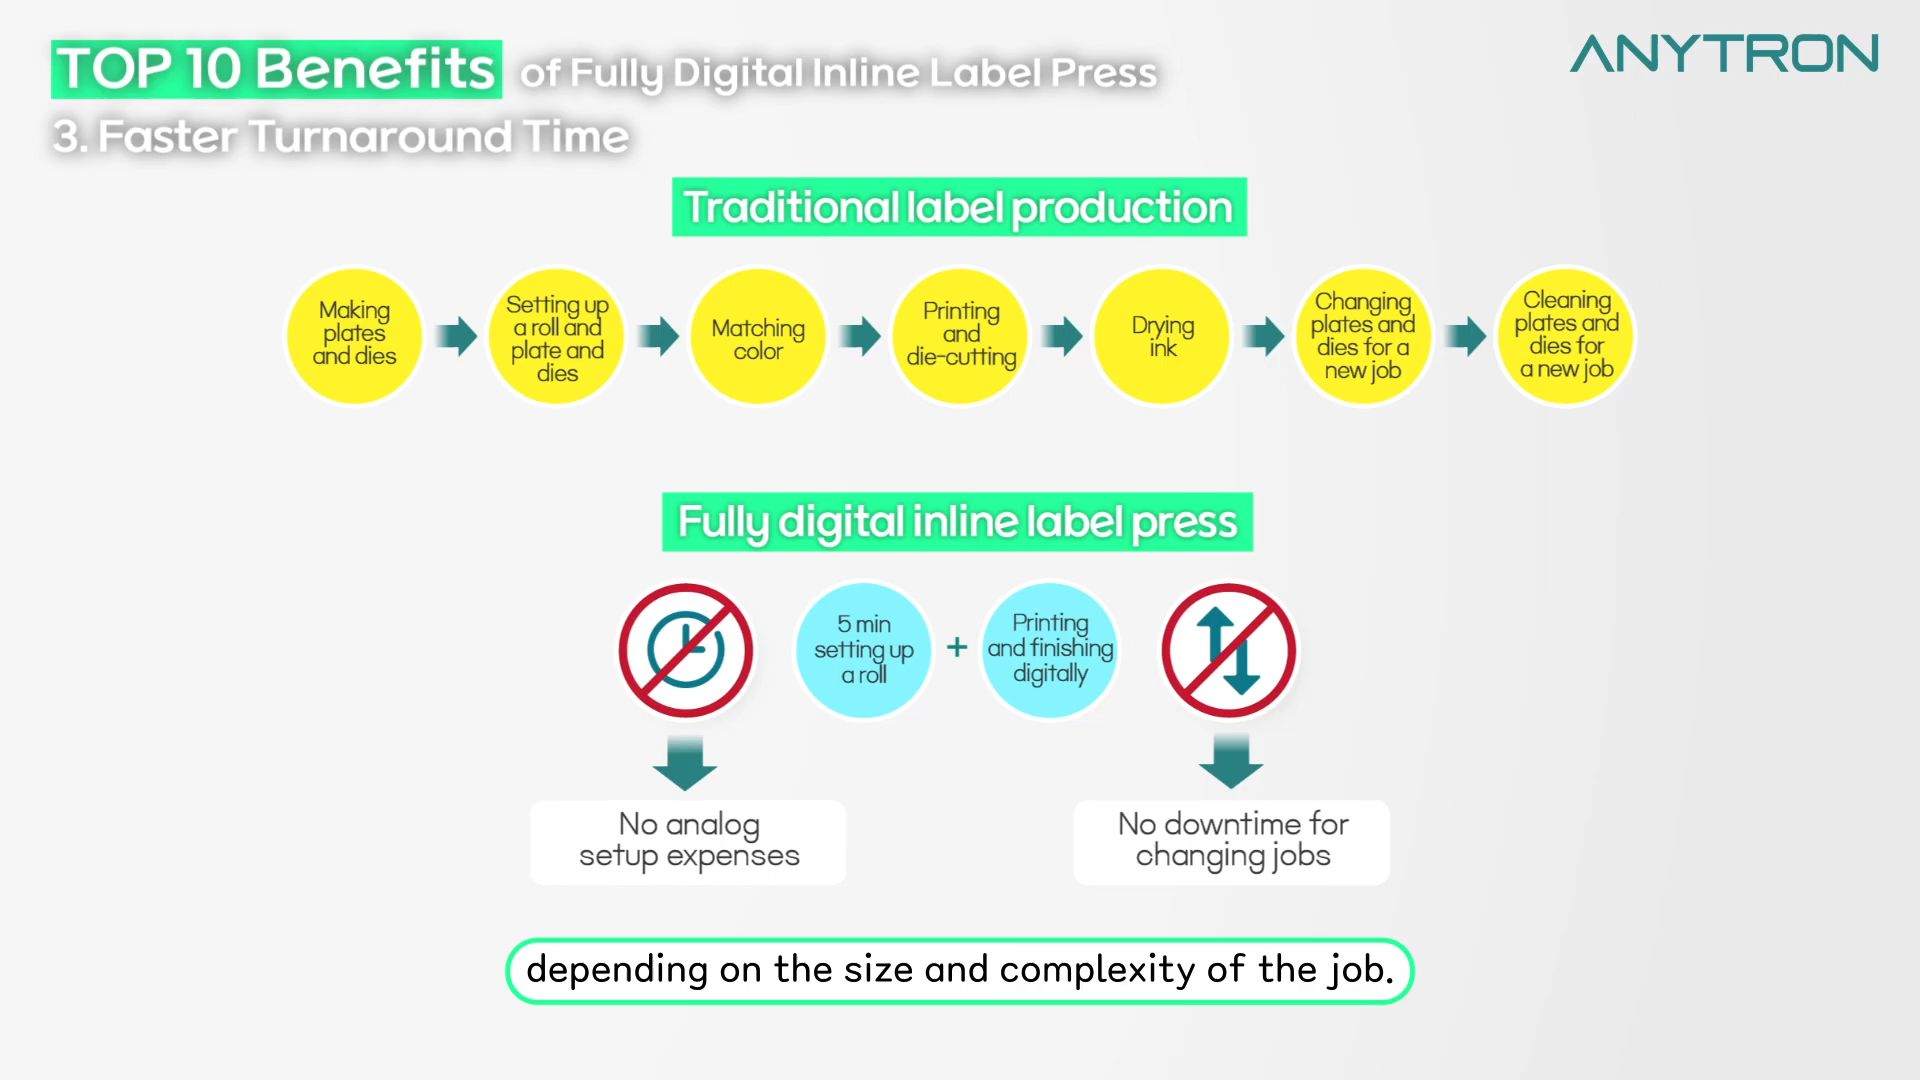 TOP 10 Benefits of Fully Digital Inline Label Press
ANYTRON
3. Faster Turnaround Time
Traditional label production
Making
plates
and dies
Setting up
a roll and
plate and
dies
Matching
color
Printing
and
die-cutting
Drying
ink
Changing
plates and
dies for a
new job
Cleaning
plates and
dies for
a new job
Fully digital inline label press
5 min
setting up
a roll
+
Printing
and finishing
digitally
No analog
setup expenses
No downtime for
changing jobs
depending on the size and complexity of the job.